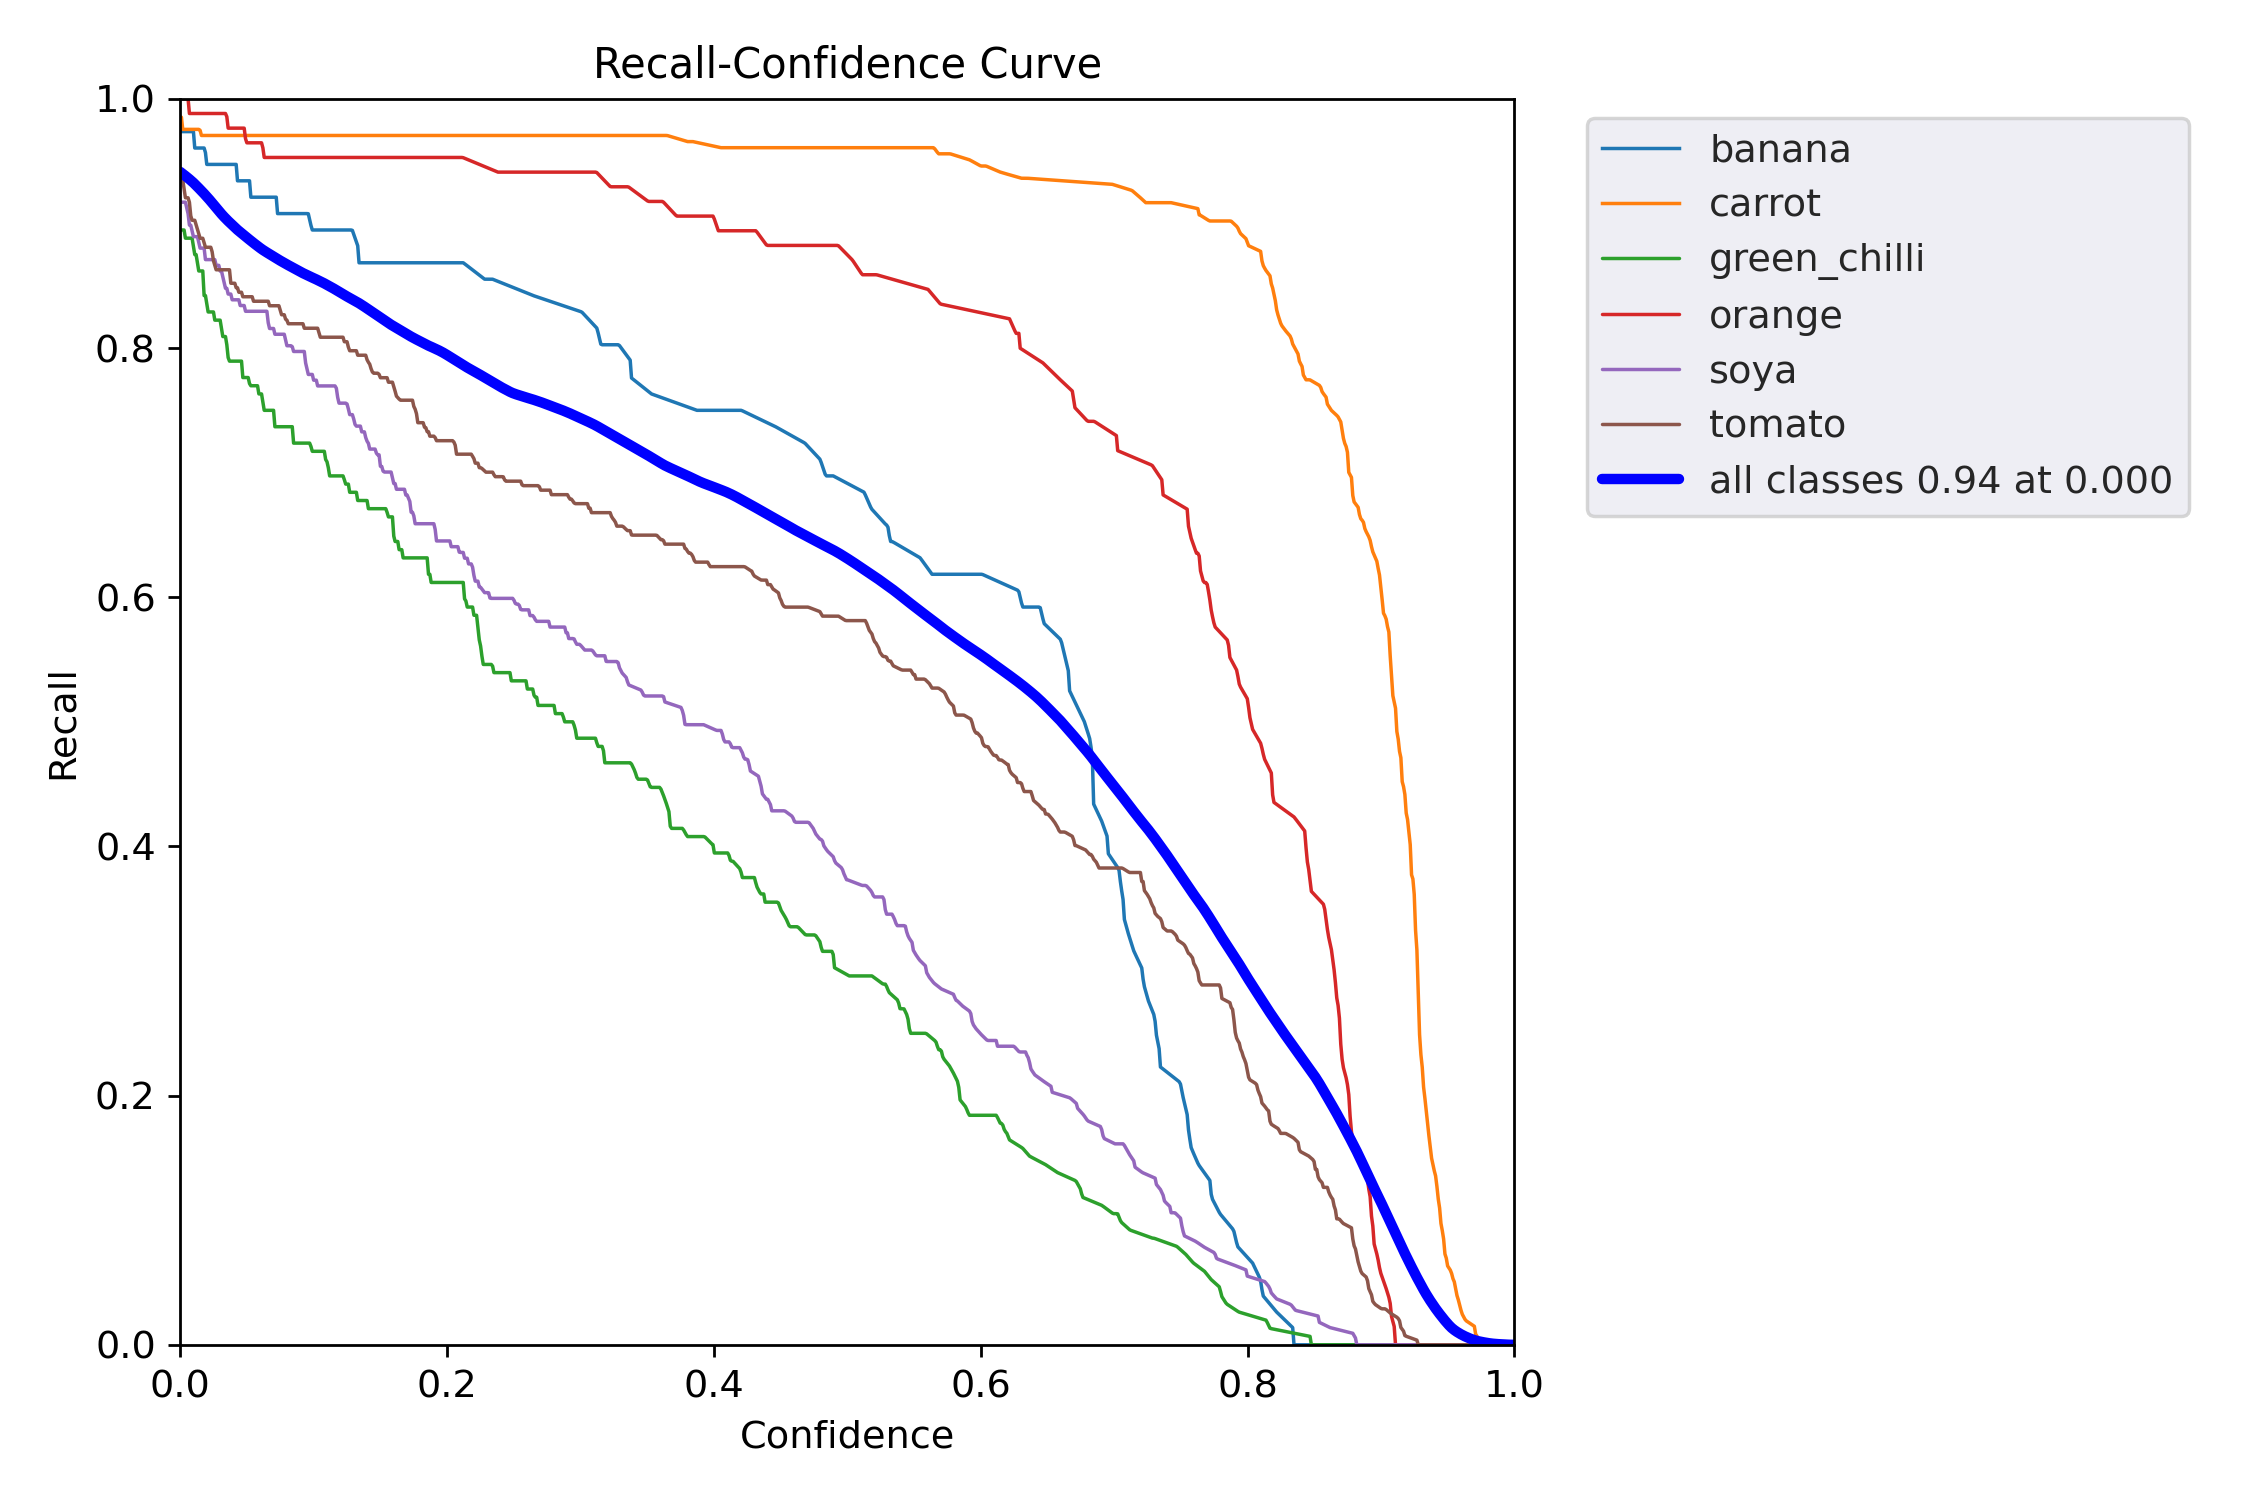 Recall-Confidence Curve
1.0
0.8
0.6
0.4
0.2
0.0
Recall
0.0 0.2 0.4 0.6 0.8 1.0
Confidence
banana
carrot
green_chilli
orange
soya
tomato
all classes 0.94 at 0.000